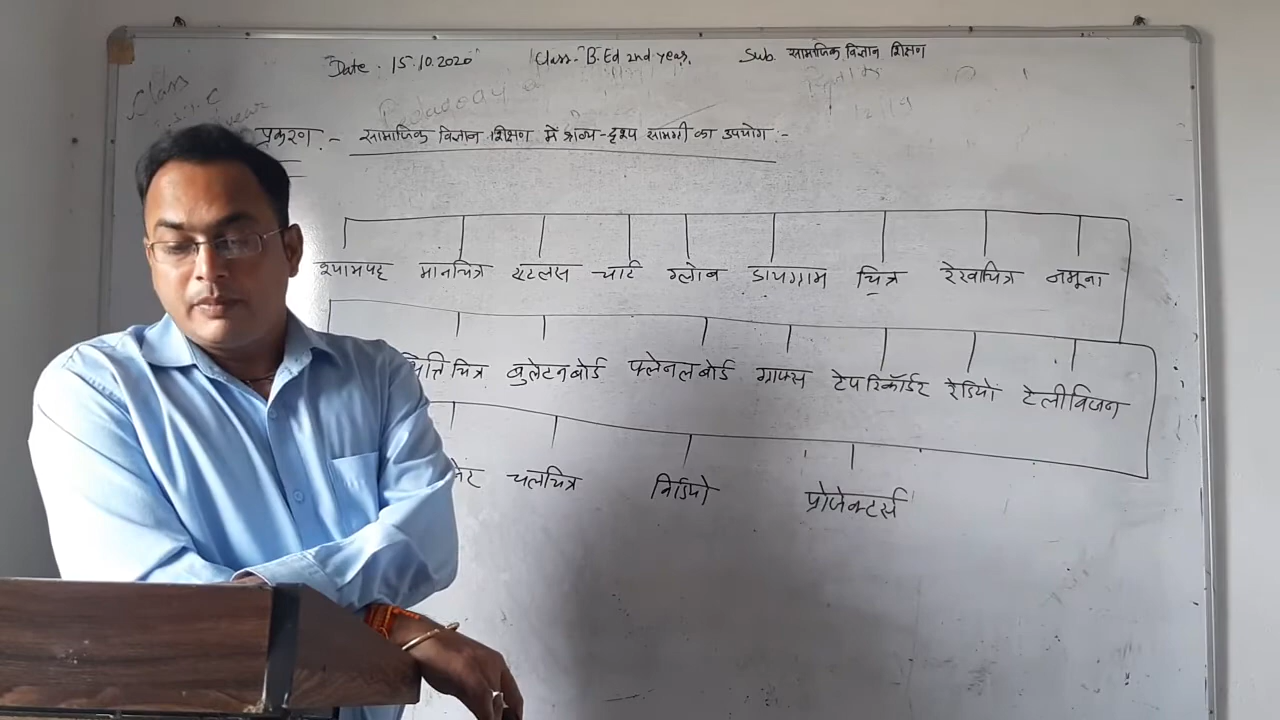 Date : 15.10.2020 Class- B.Ed 2nd year. Sub. सामाजिक विज्ञान शिक्षण
Class
प्रकरण :- सामाजिक विज्ञान शिक्षण में श्रव्य-दृश्य सामग्री का उपयोग :-
श्यामपट्ट मानचित्र एटलस चार्ट ग्लोब डायग्राम चित्र रेखाचित्र नमूना
भित्ति चित्र बुलेटनबोर्ड फ्लेनलबोर्ड ग्राफ्स टेपरिकॉर्डर रेडियो टेलीविजन
चलचित्र विडियो प्रोजेक्टर्स